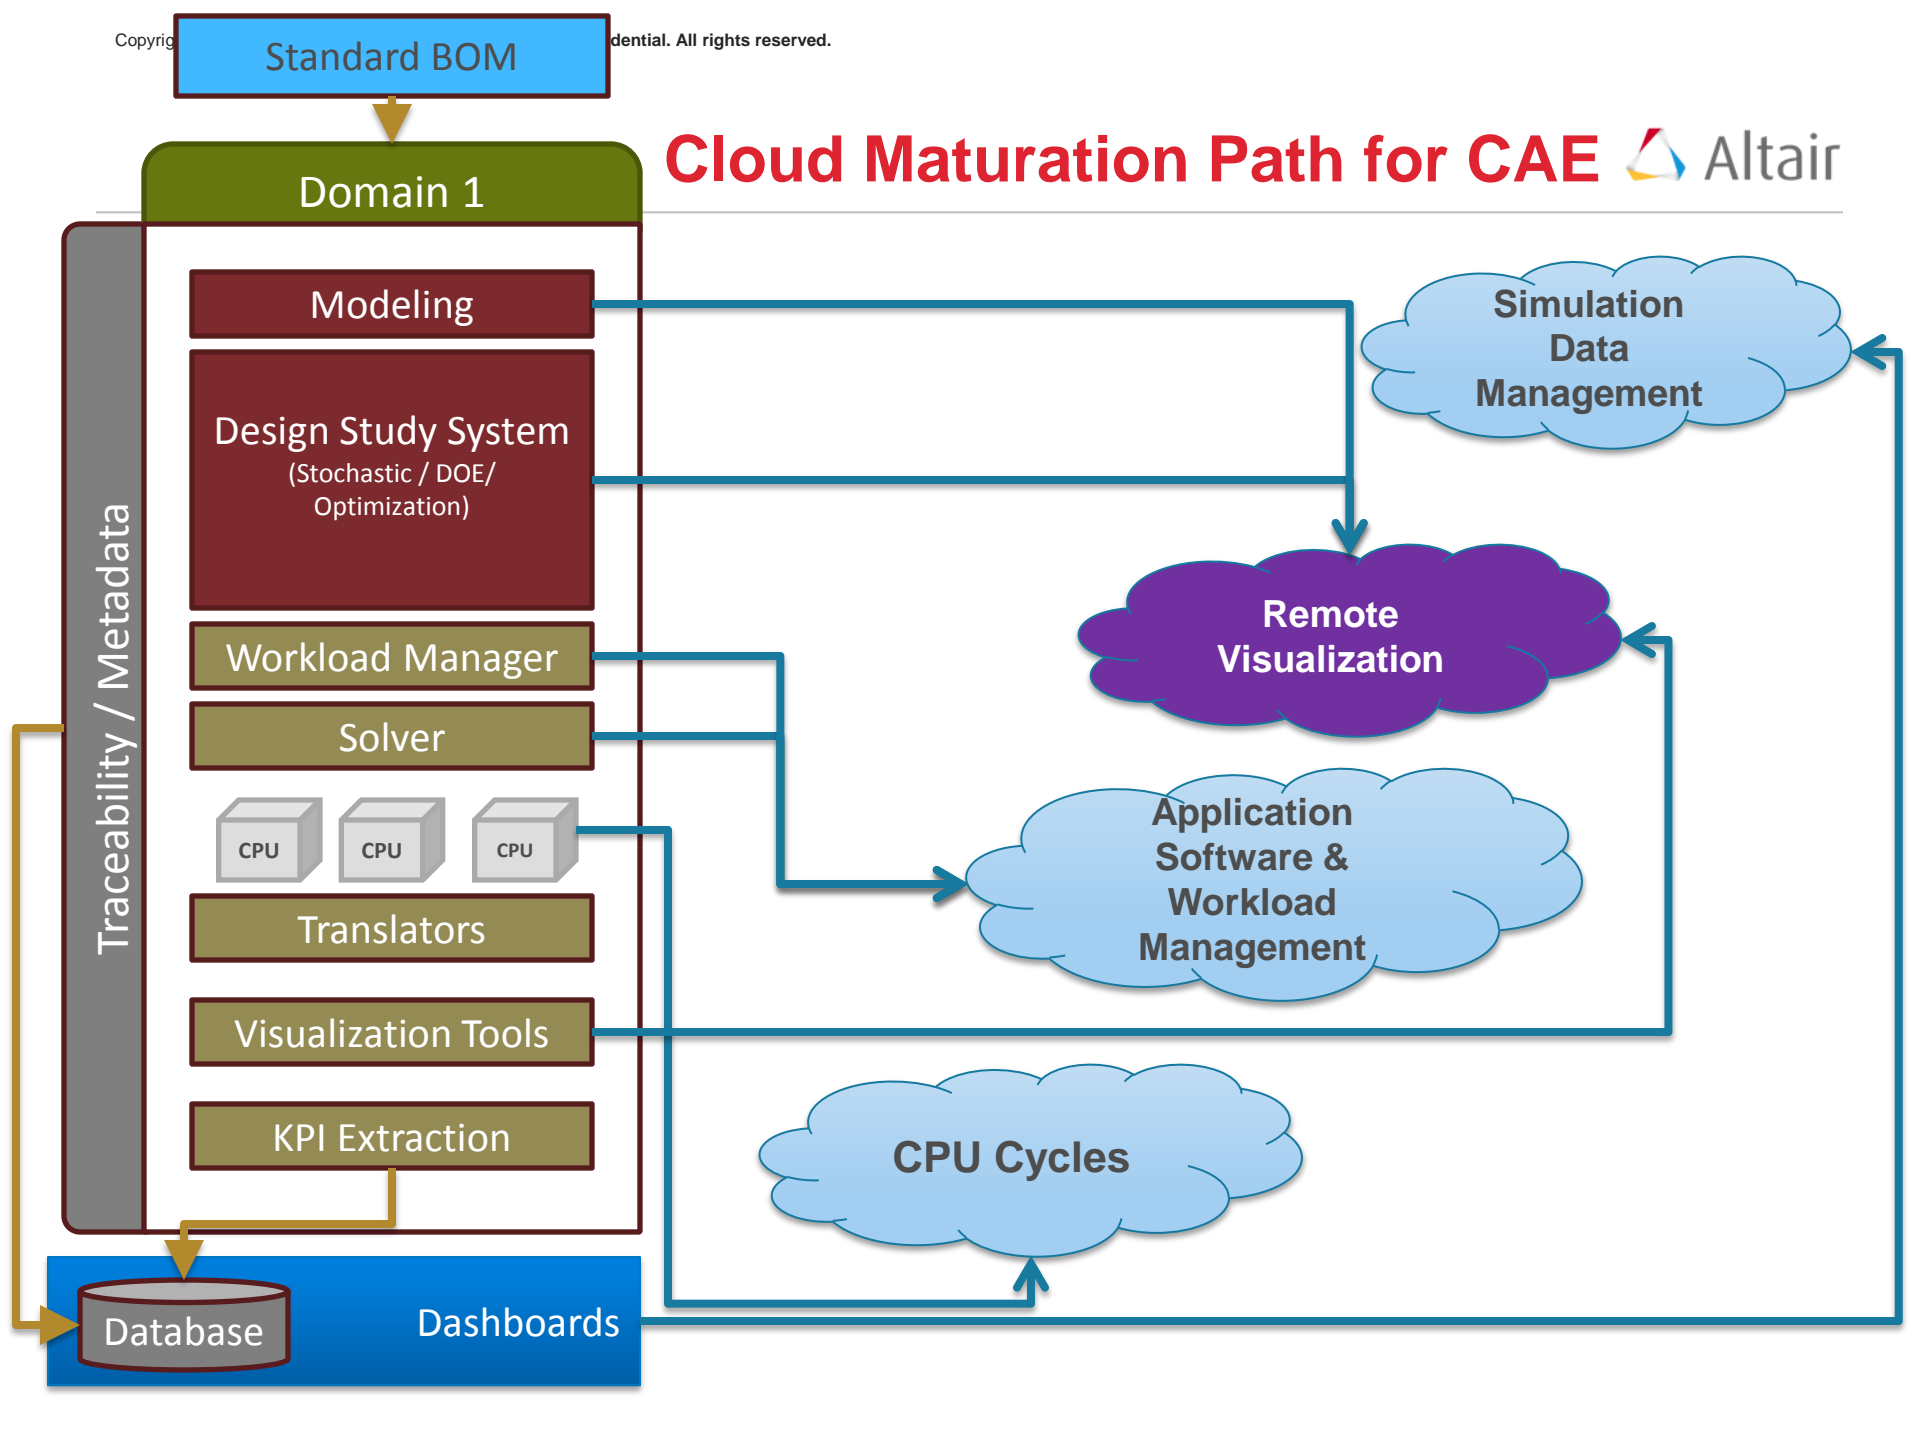 Standard BOM
dential. All rights reserved.
Cloud Maturation Path for CAE
Altair
Domain 1
Traceability / Metadata
Modeling
Design Study System
(Stochastic / DOE/
Optimization)
Workload Manager
Solver
CPU
CPU
CPU
Translators
Visualization Tools
KPI Extraction
Database
Dashboards
Simulation
Data
Management
Remote
Visualization
Application
Software &
Workload
Management
CPU Cycles